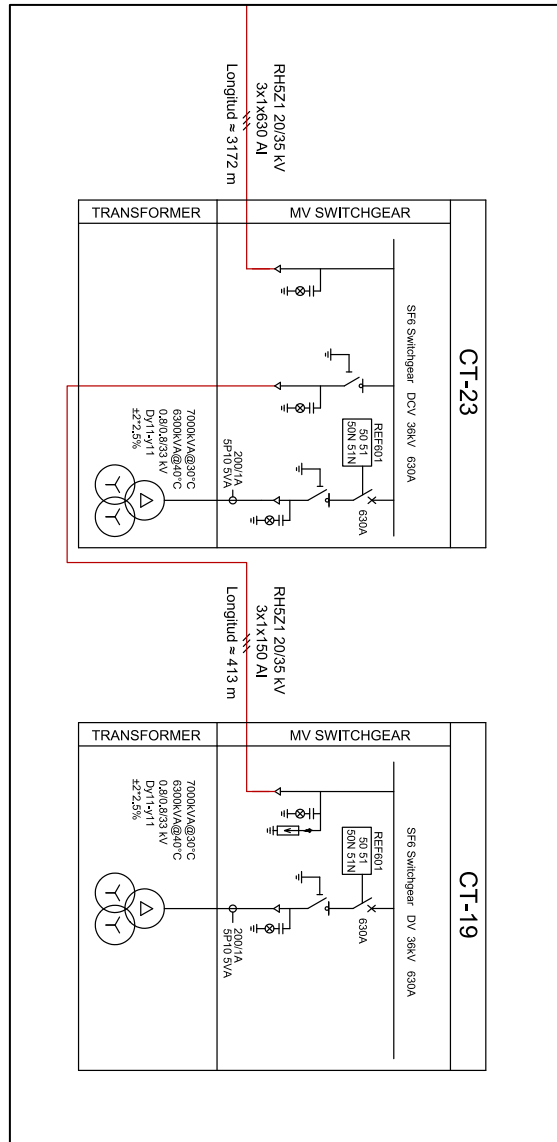 RH5Z1 20/35 kV
3x1x630 Al
Longitud ≈ 3172 m
CT-23
MV SWITCHGEAR
TRANSFORMER
SF6 Switchgear DCV 36kV 630A
REF601
50 51
50N 51N
630A
200/1A
5P10 5VA
7000kVA@30°C
6300kVA@40°C
0.8/0.8/33 kV
Dy11-y11
±2*2,5%
RH5Z1 20/35 kV
3x1x150 Al
Longitud ≈ 413 m
CT-19
MV SWITCHGEAR
TRANSFORMER
SF6 Switchgear DV 36kV 630A
REF601
50 51
50N 51N
630A
200/1A
5P10 5VA
7000kVA@30°C
6300kVA@40°C
0.8/0.8/33 kV
Dy11-y11
±2*2,5%